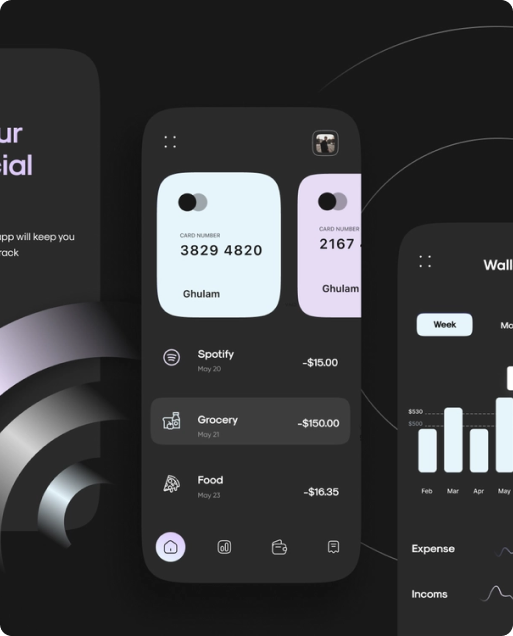 ur
cial
app will keep you
rack
CARD NUMBER
3829 4820
Ghulam
CARD NUMBER
2167
Ghulam
Spotify
May 20
-$15.00
Grocery
May 21
-$150.00
Food
May 23
-$16.35
Wall
Week
Mo
$530
$500
Feb Mar Apr May
Expense
Incoms